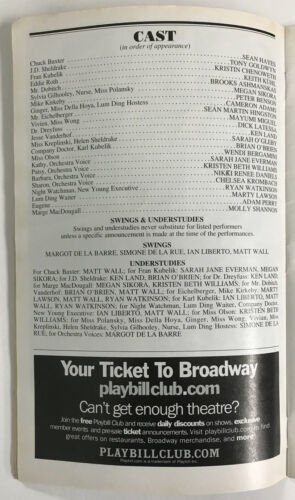 CAST
(in order of appearance)
Chuck Baxter SEAN HAYES
J.D. Sheldrake TONY GOLDWYN
Fran Kubelik KRISTIN CHENOWETH
Eddie Roth KEITH KUHL
Mr. Dobitch BROOKS ASHMANSKAS
Sylvia Gilhooley, Nurse, Miss Polansky MEGAN SIKORA
Mike Kirkeby PETER BENSON
Ginger, Miss Della Hoya, Lum Ding Hostess CAMERON ADAMS
Mr. Eichelberger SEAN MARTIN HINGSTON
Vivien, Miss Wong MAYUMI MIGUEL
Dr. Dreyfuss DICK LATESSA
Jesse Vanderhof KEN LAND
Miss Kreplinski, Helen Sheldrake SARAH O'GLEBY
Company Doctor, Karl Kubelik BRIAN O'BRIEN
Miss Olson WENDI BERGAMINI
Kathy, Orchestra Voice SARAH JANE EVERMAN
Patsy, Orchestra Voice KRISTEN BETH WILLIAMS
Barbara, Orchestra Voice NIKKI RENEE DANIELS
Sharon, Orchestra Voice CHELSEA KROMBACH
Night Watchman, New Young Executive RYAN WATKINSON
Lum Ding Waiter MARTY LAWSON
Eugene ADAM PERRY
Marge MacDougall MOLLY SHANNON
SWINGS & UNDERSTUDIES
Swings and understudies never substitute for listed performers
unless a specific announcement is made at the time of the performances.
SWINGS
MARGOT DE LA BARRE, SIMONE DE LA RUE, IAN LIBERTO, MATT WALL
UNDERSTUDIES
For Chuck Baxter: MATT WALL; for Fran Kubelik: SARAH JANE EVERMAN, MEGAN
SIKORA; for J.D. Sheldrake: KEN LAND, BRIAN O'BRIEN; for Dr. Dreyfuss: KEN LAND;
for Marge MacDougall: MEGAN SIKORA, KRISTEN BETH WILLIAMS; for Mr. Dobitch,
Vanderhof: BRIAN O'BRIEN, MATT WALL; for Eichelberger, Mike Kirkeby: MARTY
LAWSON, MATT WALL, RYAN WATKINSON; for Karl Kubelik: IAN LIBERTO, MATT
WALL, RYAN WATKINSON; for Night Watchman, Lum Ding Waiter, Company Doctor,
New Young Executive: IAN LIBERTO, MATT WALL; for Miss Olson: KRISTEN BETH
WILLIAMS; for Miss Polansky, Miss Della Hoya, Ginger, Miss Wong, Vivian, Miss
Kreplinski, Helen Sheldrake, Sylvia Gilhooley, Nurse, Lum Ding Hostess: SIMONE DE LA
RUE, for Orchestra Voices: MARGOT DE LA BARRE
Your Ticket To Broadway
playbillclub.com
Can't get enough theatre?
Join the free Playbill Club and receive daily discounts on shows, exclusive
member events and pre-sale ticket announcements. Visit playbillclub.com to find
great offers on restaurants, Broadway merchandise, and more!
PLAYBILLCLUB.COM
Playbill.com is a trademark of Playbill Inc.